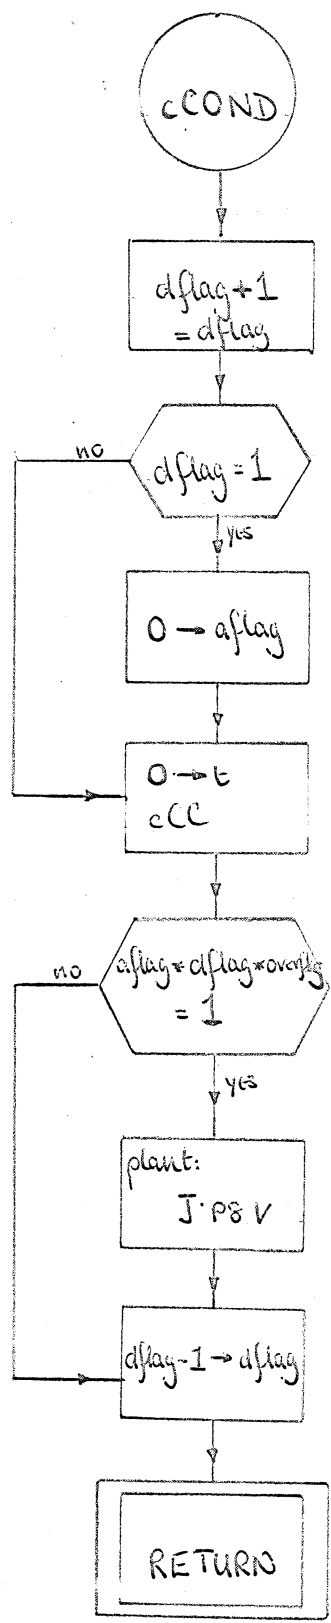 cCOND
dflag+1
= dflag
no
dflag = 1
yes
0 → aflag
0 → t
cCC
no
aflag*dflag*overflg
= 1
yes
plant:
J.P8V
dflag-1 → dflag
RETURN